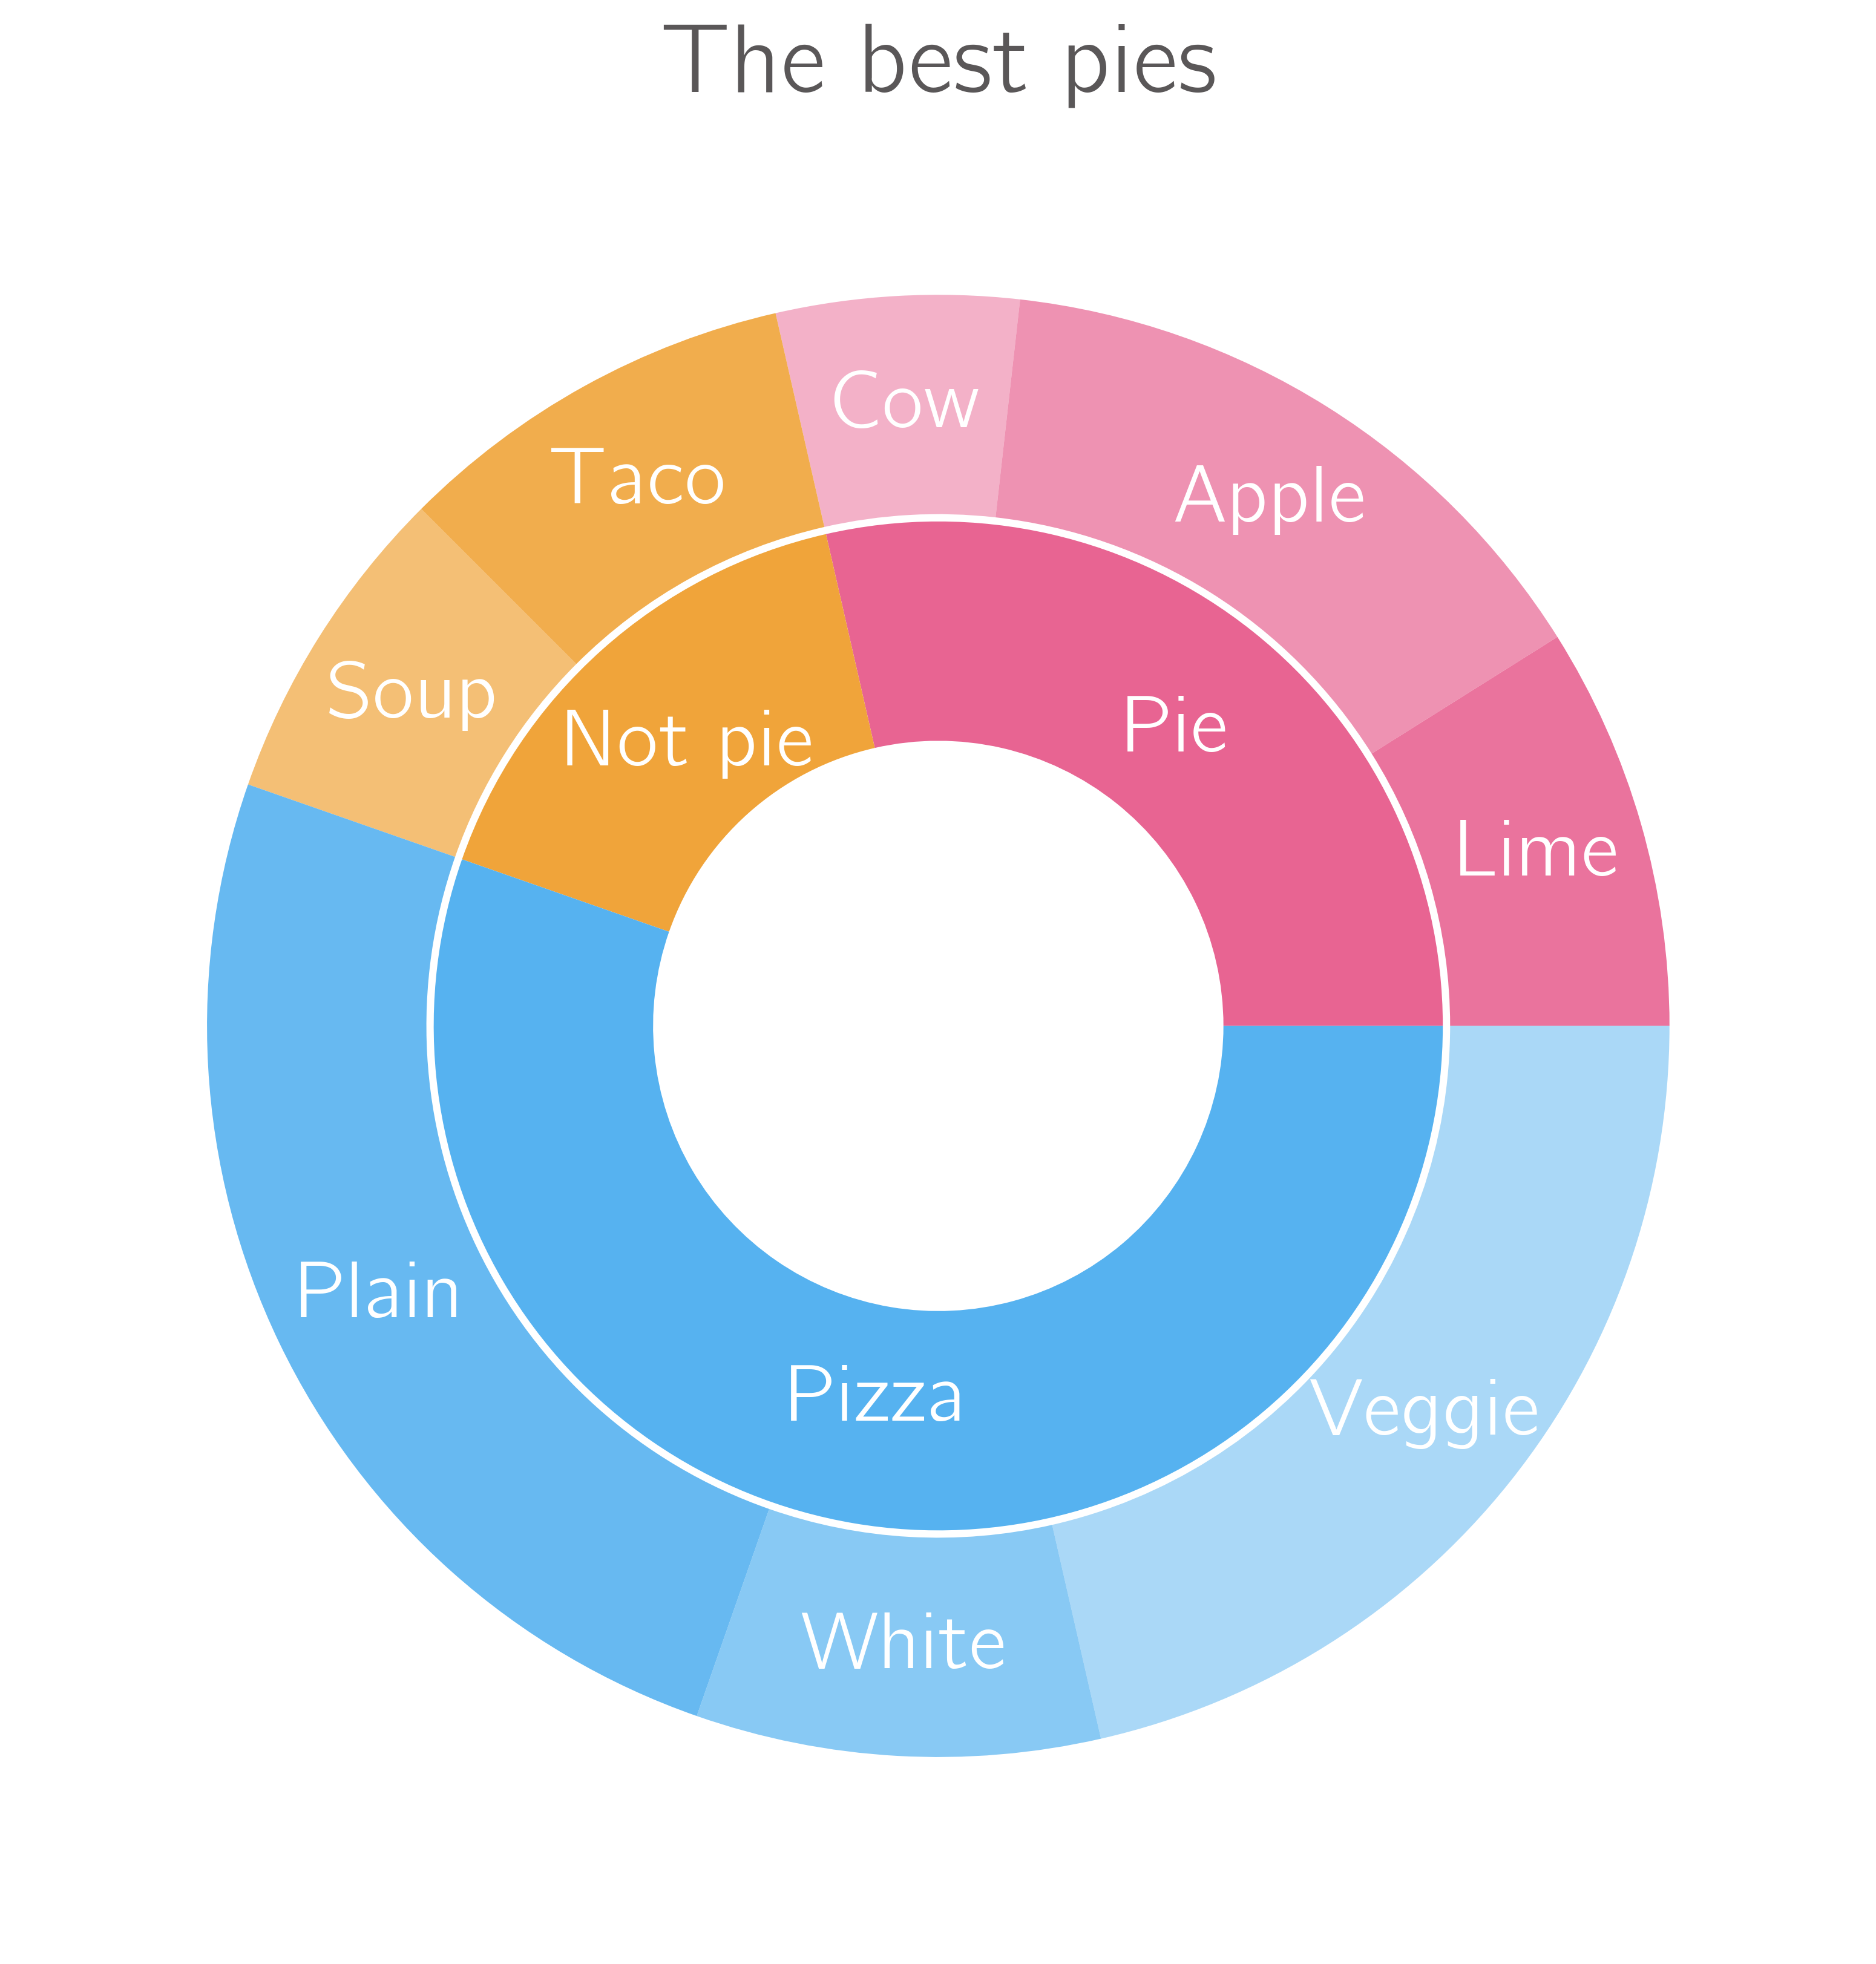 The best pies
Cow
Taco
Apple
Soup
Not pie
Pie
Lime
Plain
Pizza
Veggie
White